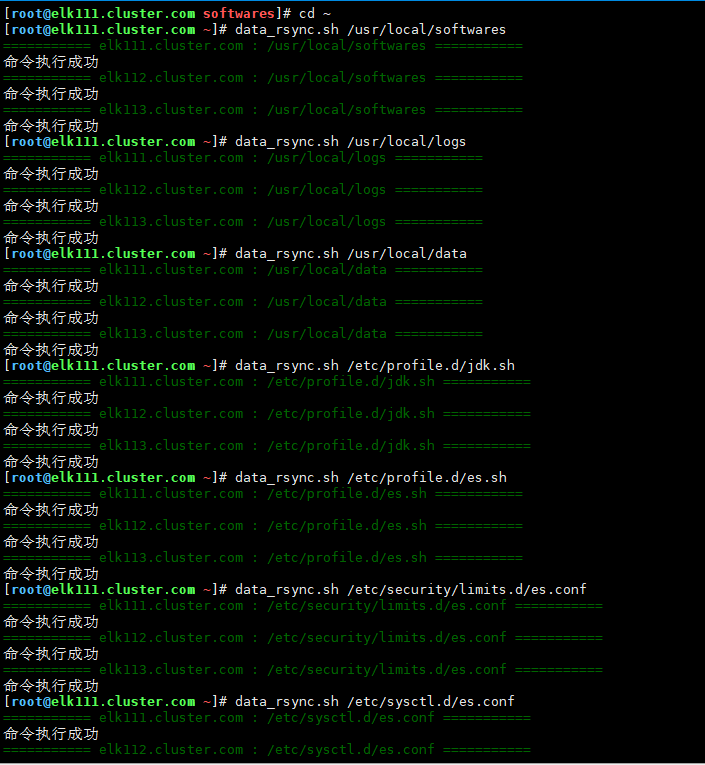 [root@elk111.cluster.com softwares]# cd ~
[root@elk111.cluster.com ~]# data_rsync.sh /usr/local/softwares
=========== elk111.cluster.com : /usr/local/softwares ===========
命令执行成功
=========== elk112.cluster.com : /usr/local/softwares ===========
命令执行成功
=========== elk113.cluster.com : /usr/local/softwares ===========
命令执行成功
[root@elk111.cluster.com ~]# data_rsync.sh /usr/local/logs
=========== elk111.cluster.com : /usr/local/logs ===========
命令执行成功
=========== elk112.cluster.com : /usr/local/logs ===========
命令执行成功
=========== elk113.cluster.com : /usr/local/logs ===========
命令执行成功
[root@elk111.cluster.com ~]# data_rsync.sh /usr/local/data
=========== elk111.cluster.com : /usr/local/data ===========
命令执行成功
=========== elk112.cluster.com : /usr/local/data ===========
命令执行成功
=========== elk113.cluster.com : /usr/local/data ===========
命令执行成功
[root@elk111.cluster.com ~]# data_rsync.sh /etc/profile.d/jdk.sh
=========== elk111.cluster.com : /etc/profile.d/jdk.sh ===========
命令执行成功
=========== elk112.cluster.com : /etc/profile.d/jdk.sh ===========
命令执行成功
=========== elk113.cluster.com : /etc/profile.d/jdk.sh ===========
命令执行成功
[root@elk111.cluster.com ~]# data_rsync.sh /etc/profile.d/es.sh
=========== elk111.cluster.com : /etc/profile.d/es.sh ===========
命令执行成功
=========== elk112.cluster.com : /etc/profile.d/es.sh ===========
命令执行成功
=========== elk113.cluster.com : /etc/profile.d/es.sh ===========
命令执行成功
[root@elk111.cluster.com ~]# data_rsync.sh /etc/security/limits.d/es.conf
=========== elk111.cluster.com : /etc/security/limits.d/es.conf ===========
命令执行成功
=========== elk112.cluster.com : /etc/security/limits.d/es.conf ===========
命令执行成功
=========== elk113.cluster.com : /etc/security/limits.d/es.conf ===========
命令执行成功
[root@elk111.cluster.com ~]# data_rsync.sh /etc/sysctl.d/es.conf
=========== elk111.cluster.com : /etc/sysctl.d/es.conf ===========
命令执行成功
=========== elk112.cluster.com : /etc/sysctl.d/es.conf ===========